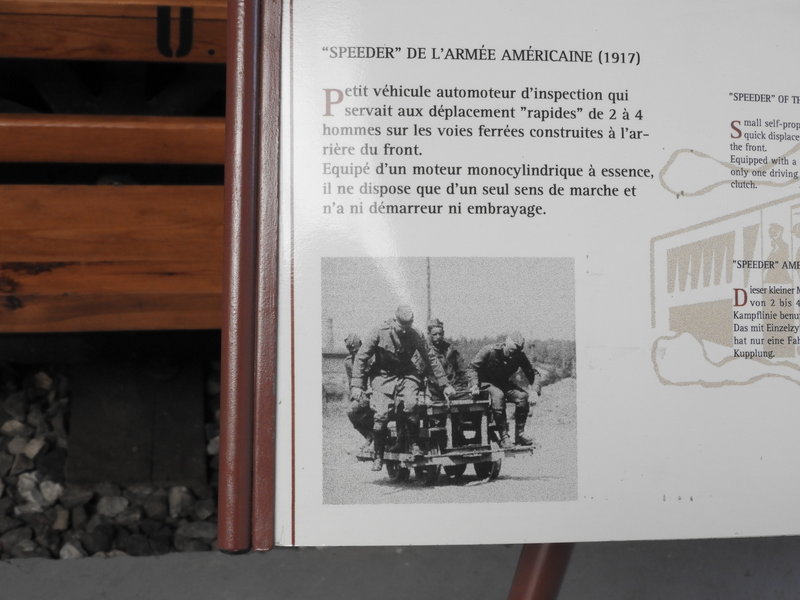 U.
"SPEEDER" DE L'ARMÉE AMÉRICAINE (1917)
Petit véhicule automoteur d'inspection qui
servait aux déplacement "rapides" de 2 à 4
hommes sur les voies ferrées construites à l'ar-
rière du front.
Equipé d'un moteur monocylindrique à essence,
il ne dispose que d'un seul sens de marche et
n'a ni démarreur ni embrayage.
"SPEEDER" OF TH
Small self-prop
quick displace
the front.
Equipped with a
only one driving
clutch.
"SPEEDER" AME
Dieser kleiner M
von 2 bis 4
Kampflinie benu
Das mit Einzelzy
hat nur eine Fah
Kupplung.